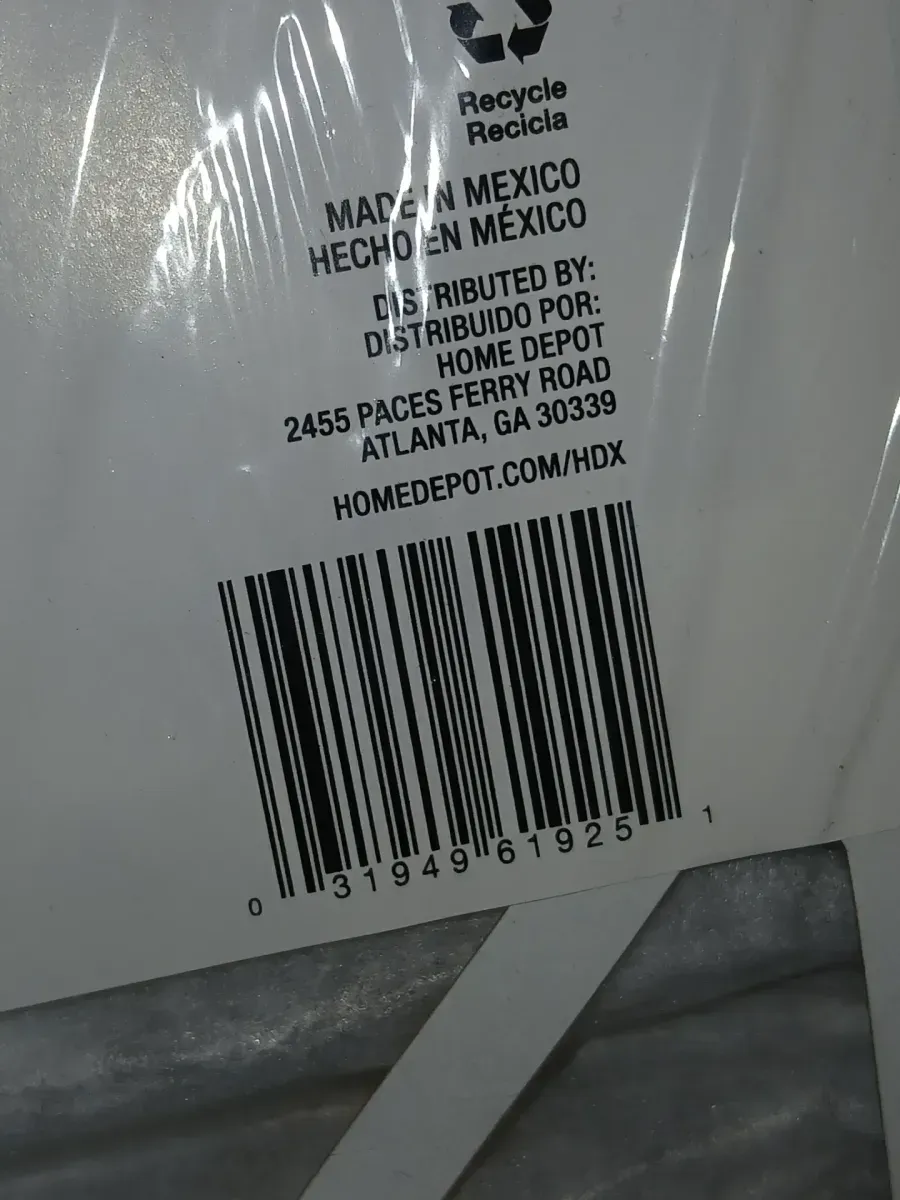 Recycle
Recicla
MADE IN MEXICO
HECHO EN MÉXICO
DISTRIBUTED BY:
DISTRIBUIDO POR:
HOME DEPOT
2455 PACES FERRY ROAD
ATLANTA, GA 30339
HOMEDEPOT.COM/HDX
0 31949 61925 1